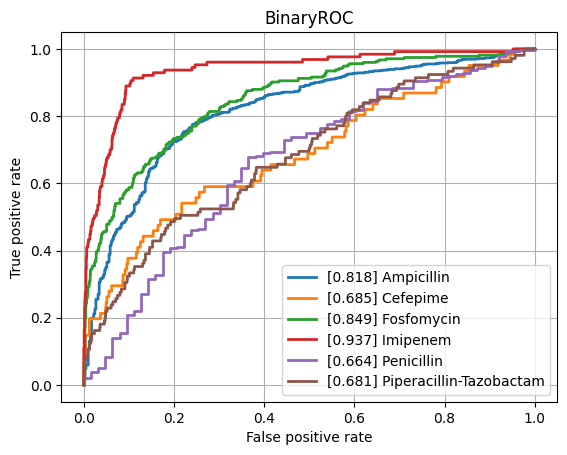 BinaryROC
True positive rate
1.0
0.8
0.6
0.4
0.2
0.0
[0.818] Ampicillin
[0.685] Cefepime
[0.849] Fosfomycin
[0.937] Imipenem
[0.664] Penicillin
[0.681] Piperacillin-Tazobactam
0.0 0.2 0.4 0.6 0.8 1.0
False positive rate